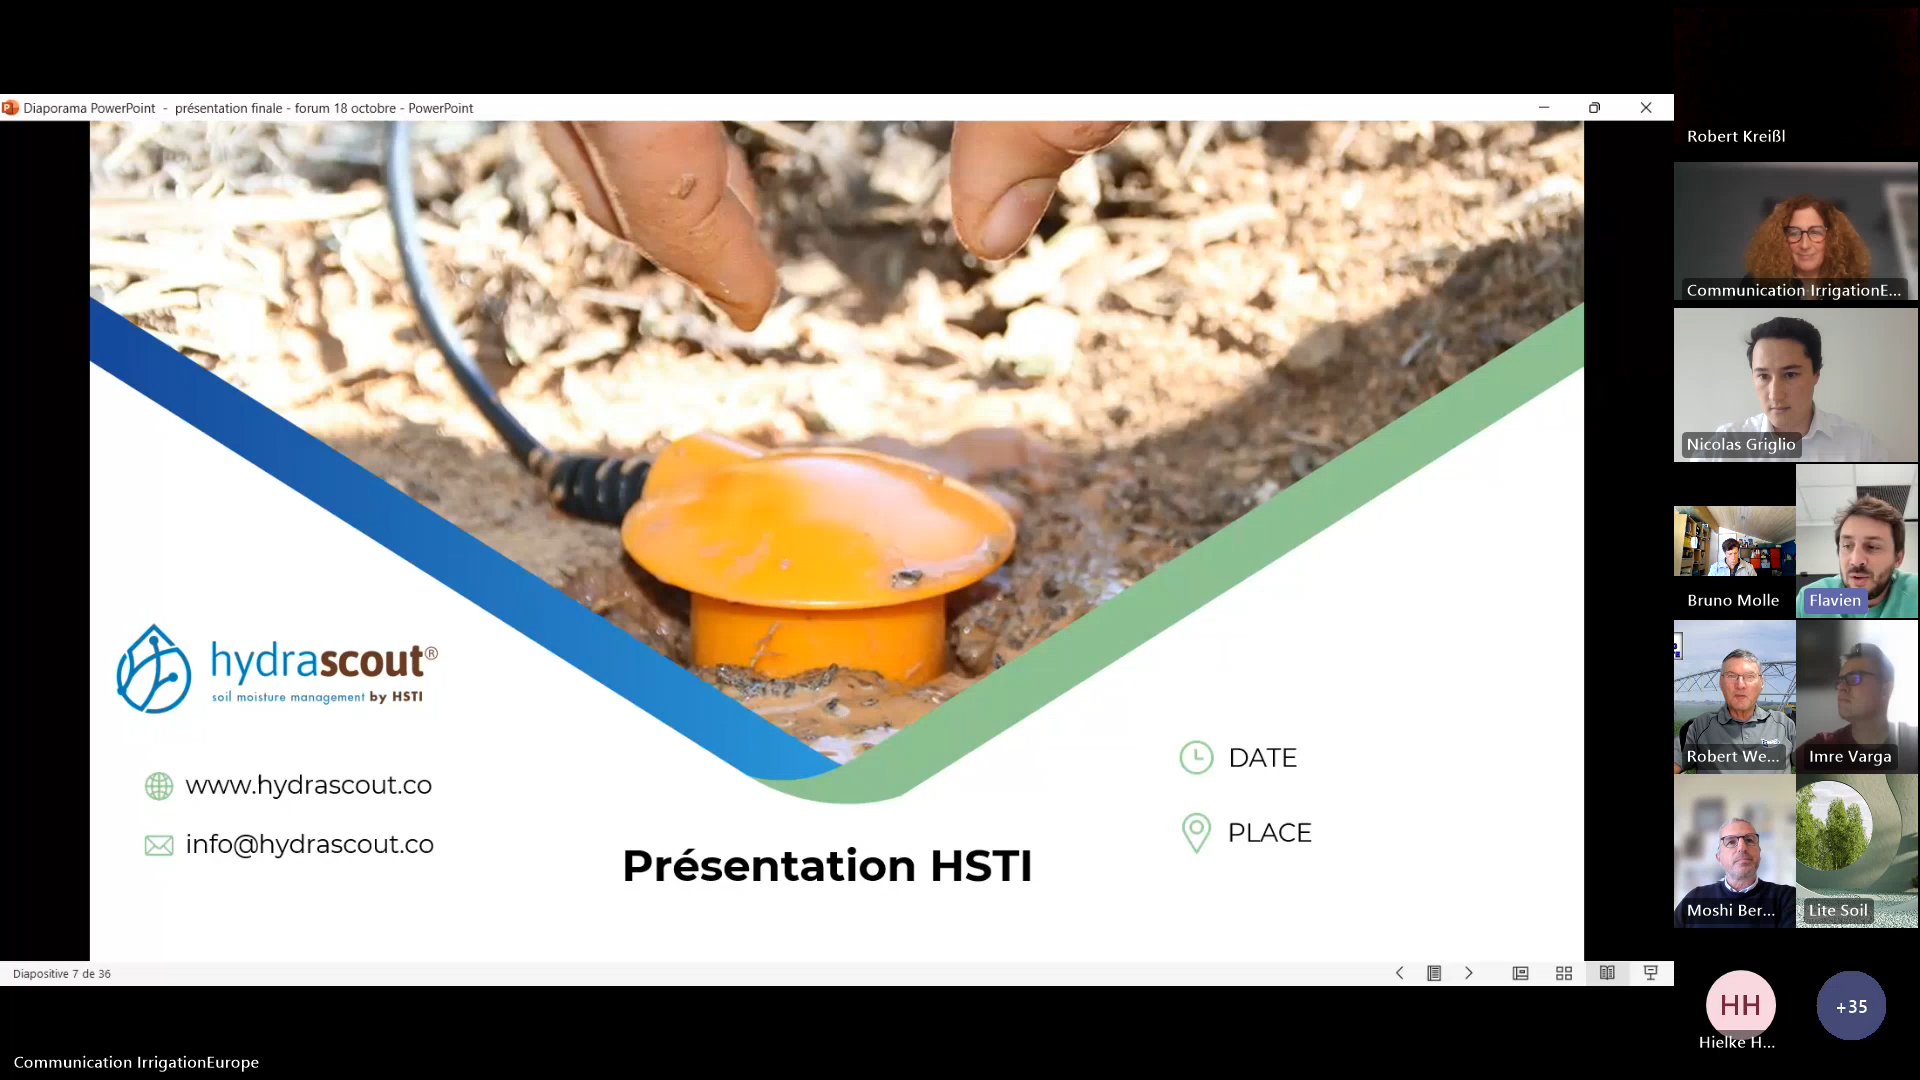 Diaporama PowerPoint - présentation finale - forum 18 octobre - PowerPoint
hydrascout®
soil moisture management by HSTI
www.hydrascout.co
info@hydrascout.co
Présentation HSTI
DATE
PLACE
Diapositive 7 de 36
Communication IrrigationEurope
Robert Kreißl
Communication IrrigationE...
Nicolas Griglio
Bruno Molle
Flavien
Robert We...
Imre Varga
Moshi Ber...
Lite Soil
HH
Hielke H...
+35